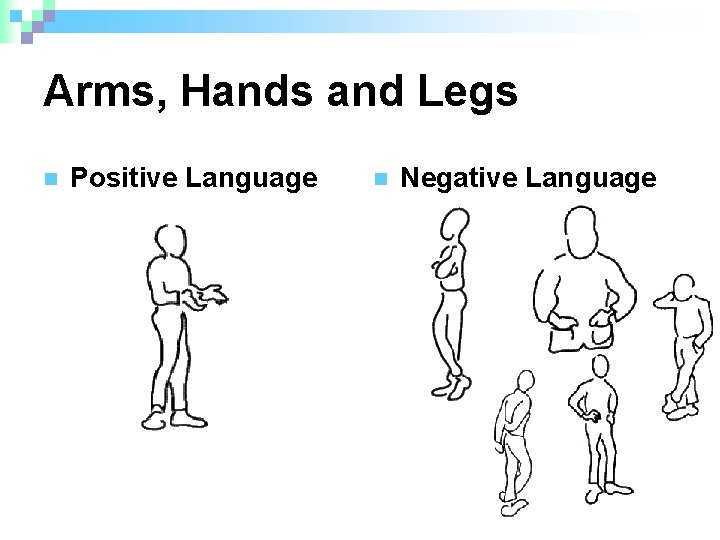 Arms, Hands and Legs
Positive Language
Negative Language